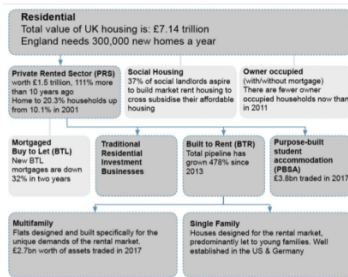 Residential
Total value of UK housing is: £7.14 trillion
England needs 300,000 new homes a year
Private Rented Sector (PRS)
worth £1.5 trillion, 111% more
than 10 years ago
Home to 20.3% households up
from 10.1% in 2001
Social Housing
37% of social landlords aspire
to build market rent housing to
cross subsidise their affordable
housing
Owner occupied
(with/without mortgage)
There are fewer owner
occupied households now than
in 2011
Mortgaged
Buy to Let (BTL)
New BTL
mortgages are down
32% in two years
Traditional
Residential
Investment
Businesses
Built to Rent (BTR)
Total pipeline has
grown 478% since
2013
Purpose-built
student
accommodation
(PBSA)
£3.8bn traded in 2017
Multifamily
Flats designed and built specifically for the
unique demands of the rental market.
£2.7bn worth of assets traded in 2017
Single Family
Houses designed for the rental market,
predominantly let to young families. Well
established in the US & Germany